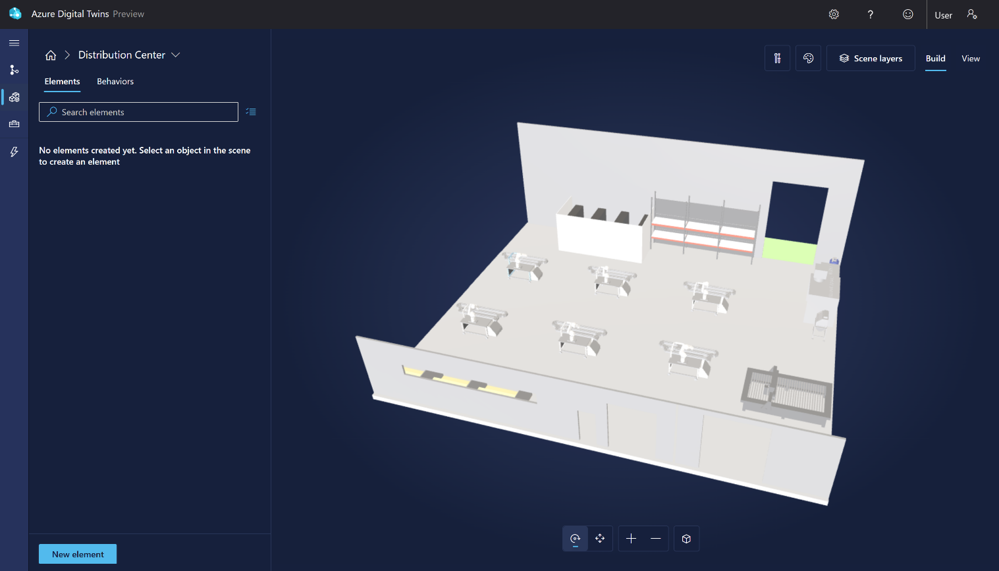 Azure Digital Twins Preview
?
User
Distribution Center
Elements
Behaviors
Search elements
No elements created yet. Select an object in the scene
to create an element
New element
Scene layers
Build
View